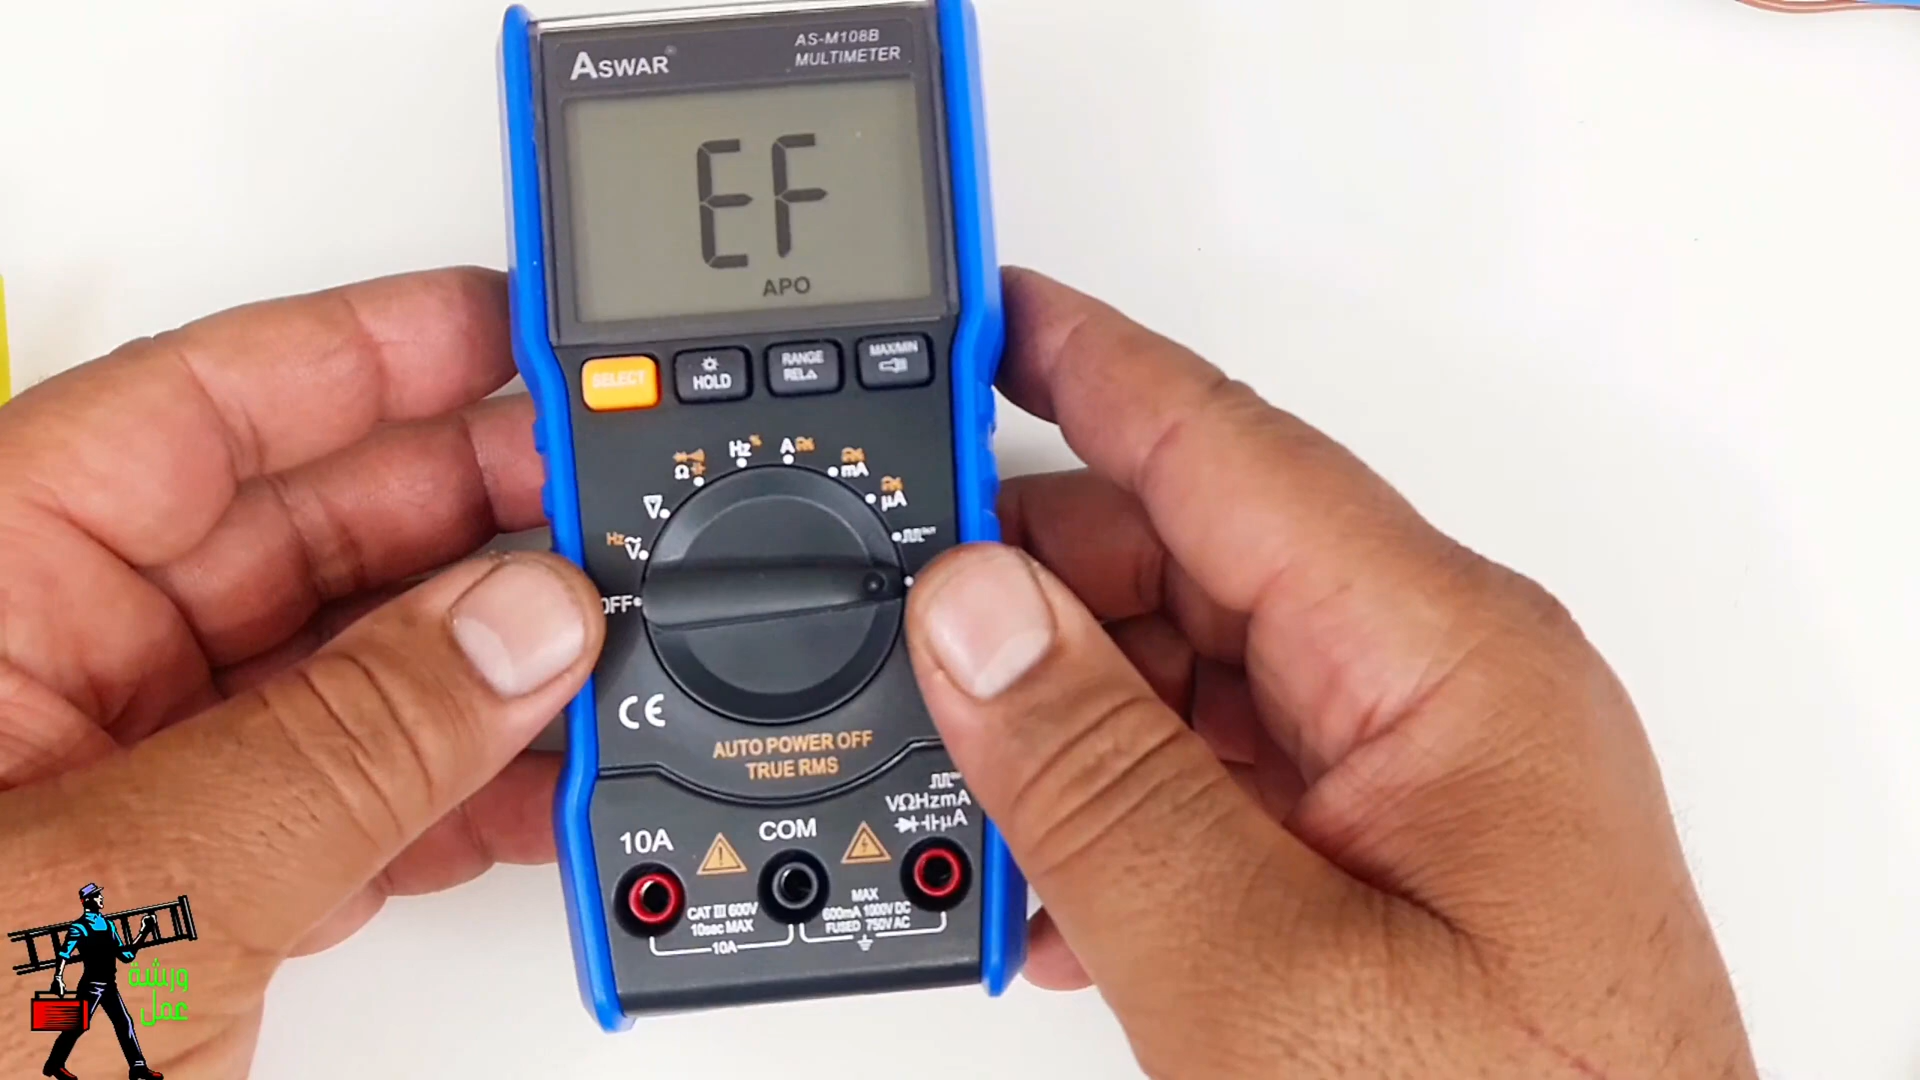 ASWAR®
AS-M108B
MULTIMETER
EF
APO
SELECT
HOLD
RANGE
REL△
MAX/MIN
Hz%
A
mA
µA
Ω
V
Hz
V
OFF
CE
AUTO POWER OFF
TRUE RMS
VΩHzmA
µA
10A
COM
CAT III 600V
10sec MAX
10A
MAX
600mA 1000V DC
FUSED 750V AC
ورشة
عمل